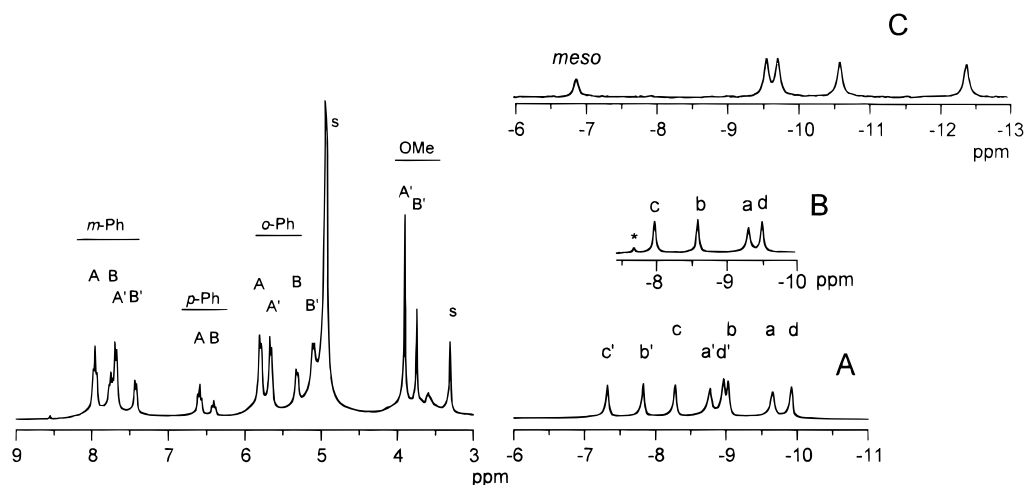 C
meso
-6 -7 -8 -9 -10 -11 -12 -13
ppm
B
* c b a d
-8 -9 -10 ppm
A
c' b' c a' d' b a d
-6 -7 -8 -9 -10 -11
s
OMe
A' B'
m-Ph
o-Ph
A B A' B'
p-Ph
A B
A A' B B'
s
9 8 7 6 5 4 3
ppm